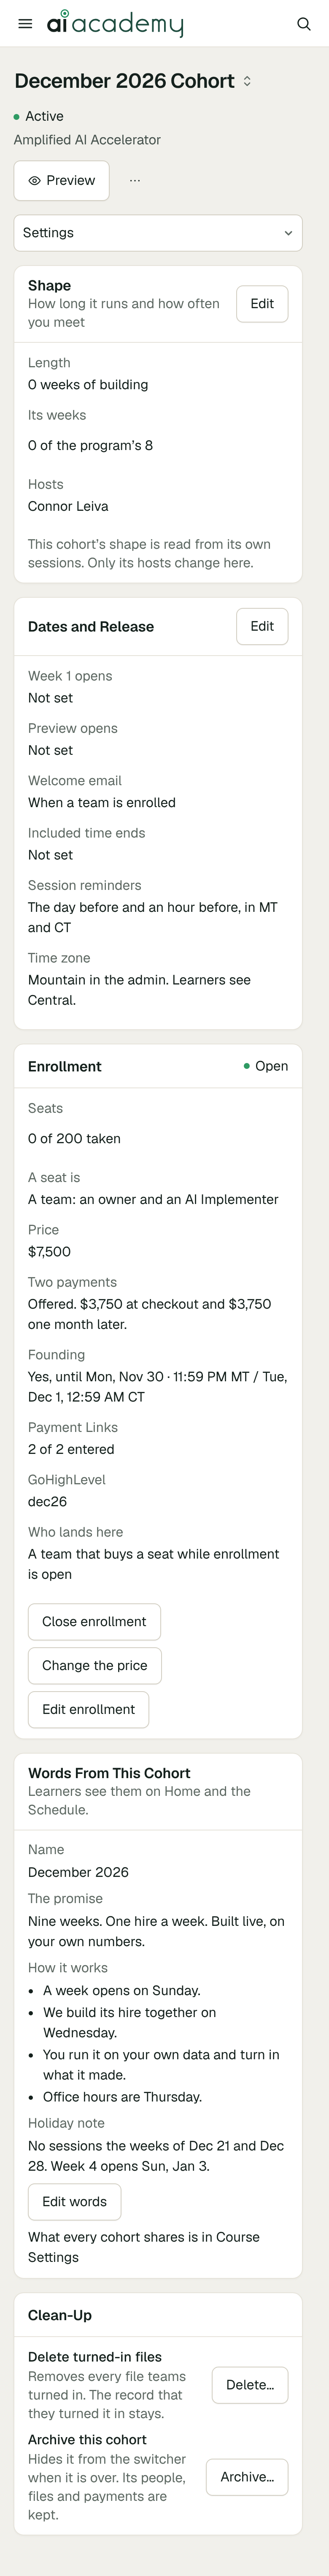 ai academy
December 2026 Cohort
Active
Amplified AI Accelerator
Preview
...
Settings
Shape
How long it runs and how often
you meet
Edit
Length
0 weeks of building
Its weeks
0 of the program's 8
Hosts
Connor Leiva
This cohort's shape is read from its own
sessions. Only its hosts change here.
Dates and Release
Edit
Week 1 opens
Not set
Preview opens
Not set
Welcome email
When a team is enrolled
Included time ends
Not set
Session reminders
The day before and an hour before, in MT
and CT
Time zone
Mountain in the admin. Learners see
Central.
Enrollment
Open
Seats
0 of 200 taken
A seat is
A team: an owner and an AI Implementer
Price
$7,500
Two payments
Offered. $3,750 at checkout and $3,750
one month later.
Founding
Yes, until Mon, Nov 30 · 11:59 PM MT / Tue,
Dec 1, 12:59 AM CT
Payment Links
2 of 2 entered
GoHighLevel
dec26
Who lands here
A team that buys a seat while enrollment
is open
Close enrollment
Change the price
Edit enrollment
Words From This Cohort
Learners see them on Home and the
Schedule.
Name
December 2026
The promise
Nine weeks. One hire a week. Built live, on
your own numbers.
How it works
• A week opens on Sunday.
• We build its hire together on
Wednesday.
• You run it on your own data and turn in
what it made.
• Office hours are Thursday.
Holiday note
No sessions the weeks of Dec 21 and Dec
28. Week 4 opens Sun, Jan 3.
Edit words
What every cohort shares is in Course
Settings
Clean-Up
Delete turned-in files
Removes every file teams
turned in. The record that
they turned it in stays.
Delete...
Archive this cohort
Hides it from the switcher
when it is over. Its people,
files and payments are
kept.
Archive...